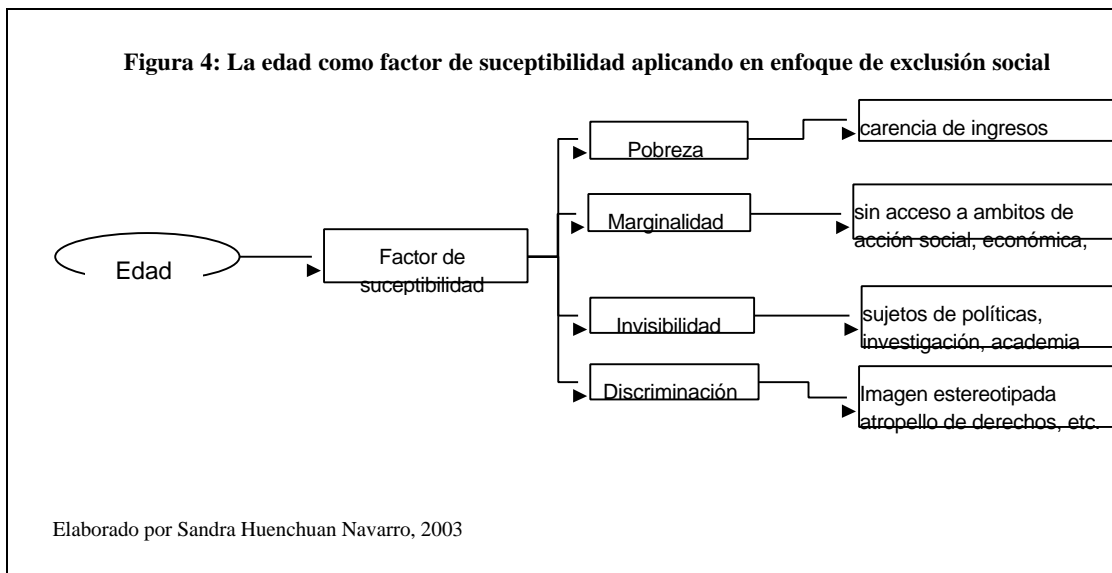 Figura 4: La edad como factor de suceptibilidad aplicando en enfoque de exclusión social
Edad
Factor de
suceptibilidad
Pobreza
carencia de ingresos
Marginalidad
sin acceso a ambitos de
acción social, económica,
Invisibilidad
sujetos de políticas,
investigación, academia
Discriminación
Imagen estereotipada
atropello de derechos, etc.
Elaborado por Sandra Huenchuan Navarro, 2003